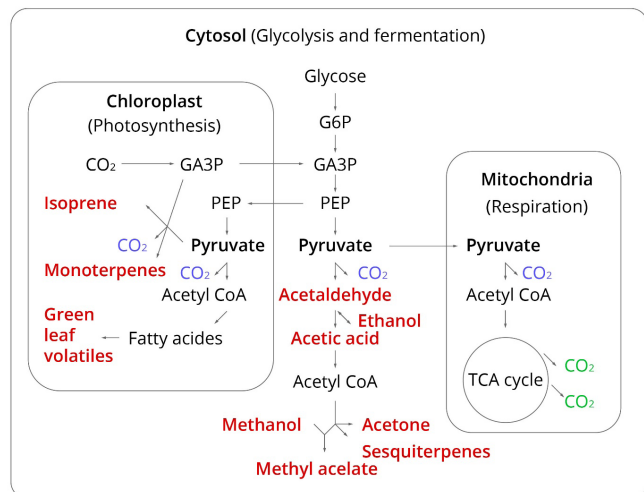 Cytosol (Glycolysis and fermentation)
Glycose
Chloroplast
(Photosynthesis)
G6P
CO₂
GA3P
GA3P
Mitochondria
(Respiration)
Isoprene
PEP
PEP
CO₂
Pyruvate
Pyruvate
Pyruvate
Monoterpenes
CO₂
CO₂
CO₂
Acetyl CoA
Acetaldehyde
Acetyl CoA
Green
leaf
volatiles
Fatty acides
Ethanol
Acetic acid
TCA cycle
CO₂
CO₂
Acetyl CoA
Methanol
Acetone
Sesquiterpenes
Methyl acelate